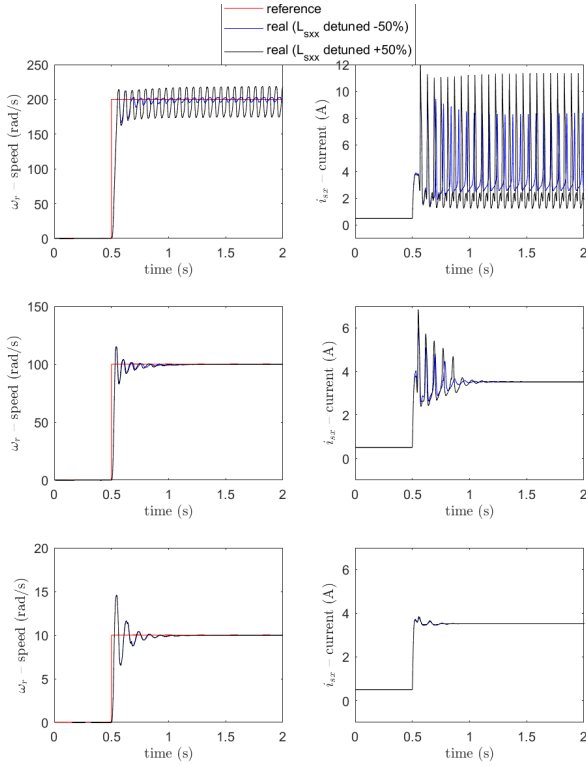 reference
real (L_sxx detuned -50%)
real (L_sxx detuned +50%)
ω_r – speed (rad/s)
250
200
150
100
50
0
0 0.5 1 1.5 2
time (s)
i_sx – current (A)
12
10
8
6
4
2
0
0 0.5 1 1.5 2
time (s)
ω_r – speed (rad/s)
150
100
50
0
0 0.5 1 1.5 2
time (s)
i_sx – current (A)
6
4
2
0
0 0.5 1 1.5 2
time (s)
ω_r – speed (rad/s)
20
15
10
5
0
0 0.5 1 1.5 2
time (s)
i_sx – current (A)
6
4
2
0
0 0.5 1 1.5 2
time (s)